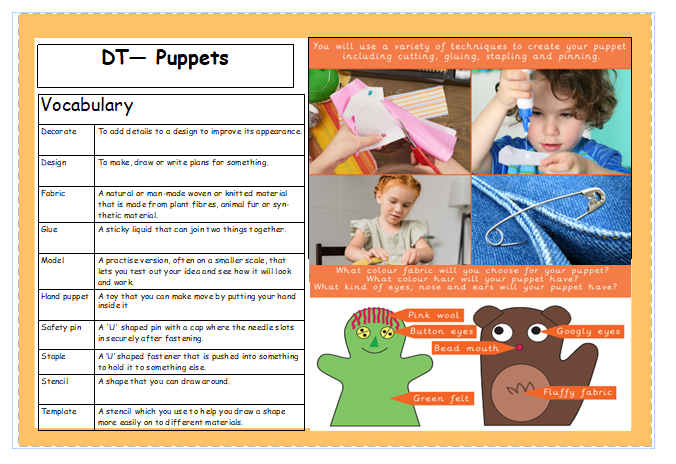 DT— Puppets
Vocabulary
Decorate
To add details to a design to improve its appearance.
Design
To make, draw or write plans for something.
Fabric
A natural or man-made woven or knitted material
that is made from plant fibres, animal fur or syn-
thetic material.
Glue
A sticky liquid that can join two things together.
Model
A practise version, often on a smaller scale, that
lets you test out your idea and see how it will look
and work.
Hand puppet
A toy that you can make move by putting your hand
inside it
Safety pin
A 'U' shaped pin with a cap where the needle slots
in securely after fastening.
Staple
A 'U' shaped fastener that is pushed into something
to hold it to something else.
Stencil
A shape that you can draw around.
Template
A stencil which you use to help you draw a shape
more easily on to different materials.
You will use a variety of techniques to create your puppet
including cutting, gluing, stapling and pinning.
What colour fabric will you choose for your puppet?
What colour hair will your puppet have?
What kind of eyes, nose and ears will your puppet have?
Pink wool
Button eyes
Googly eyes
Bead mouth
Green felt
Fluffy fabric